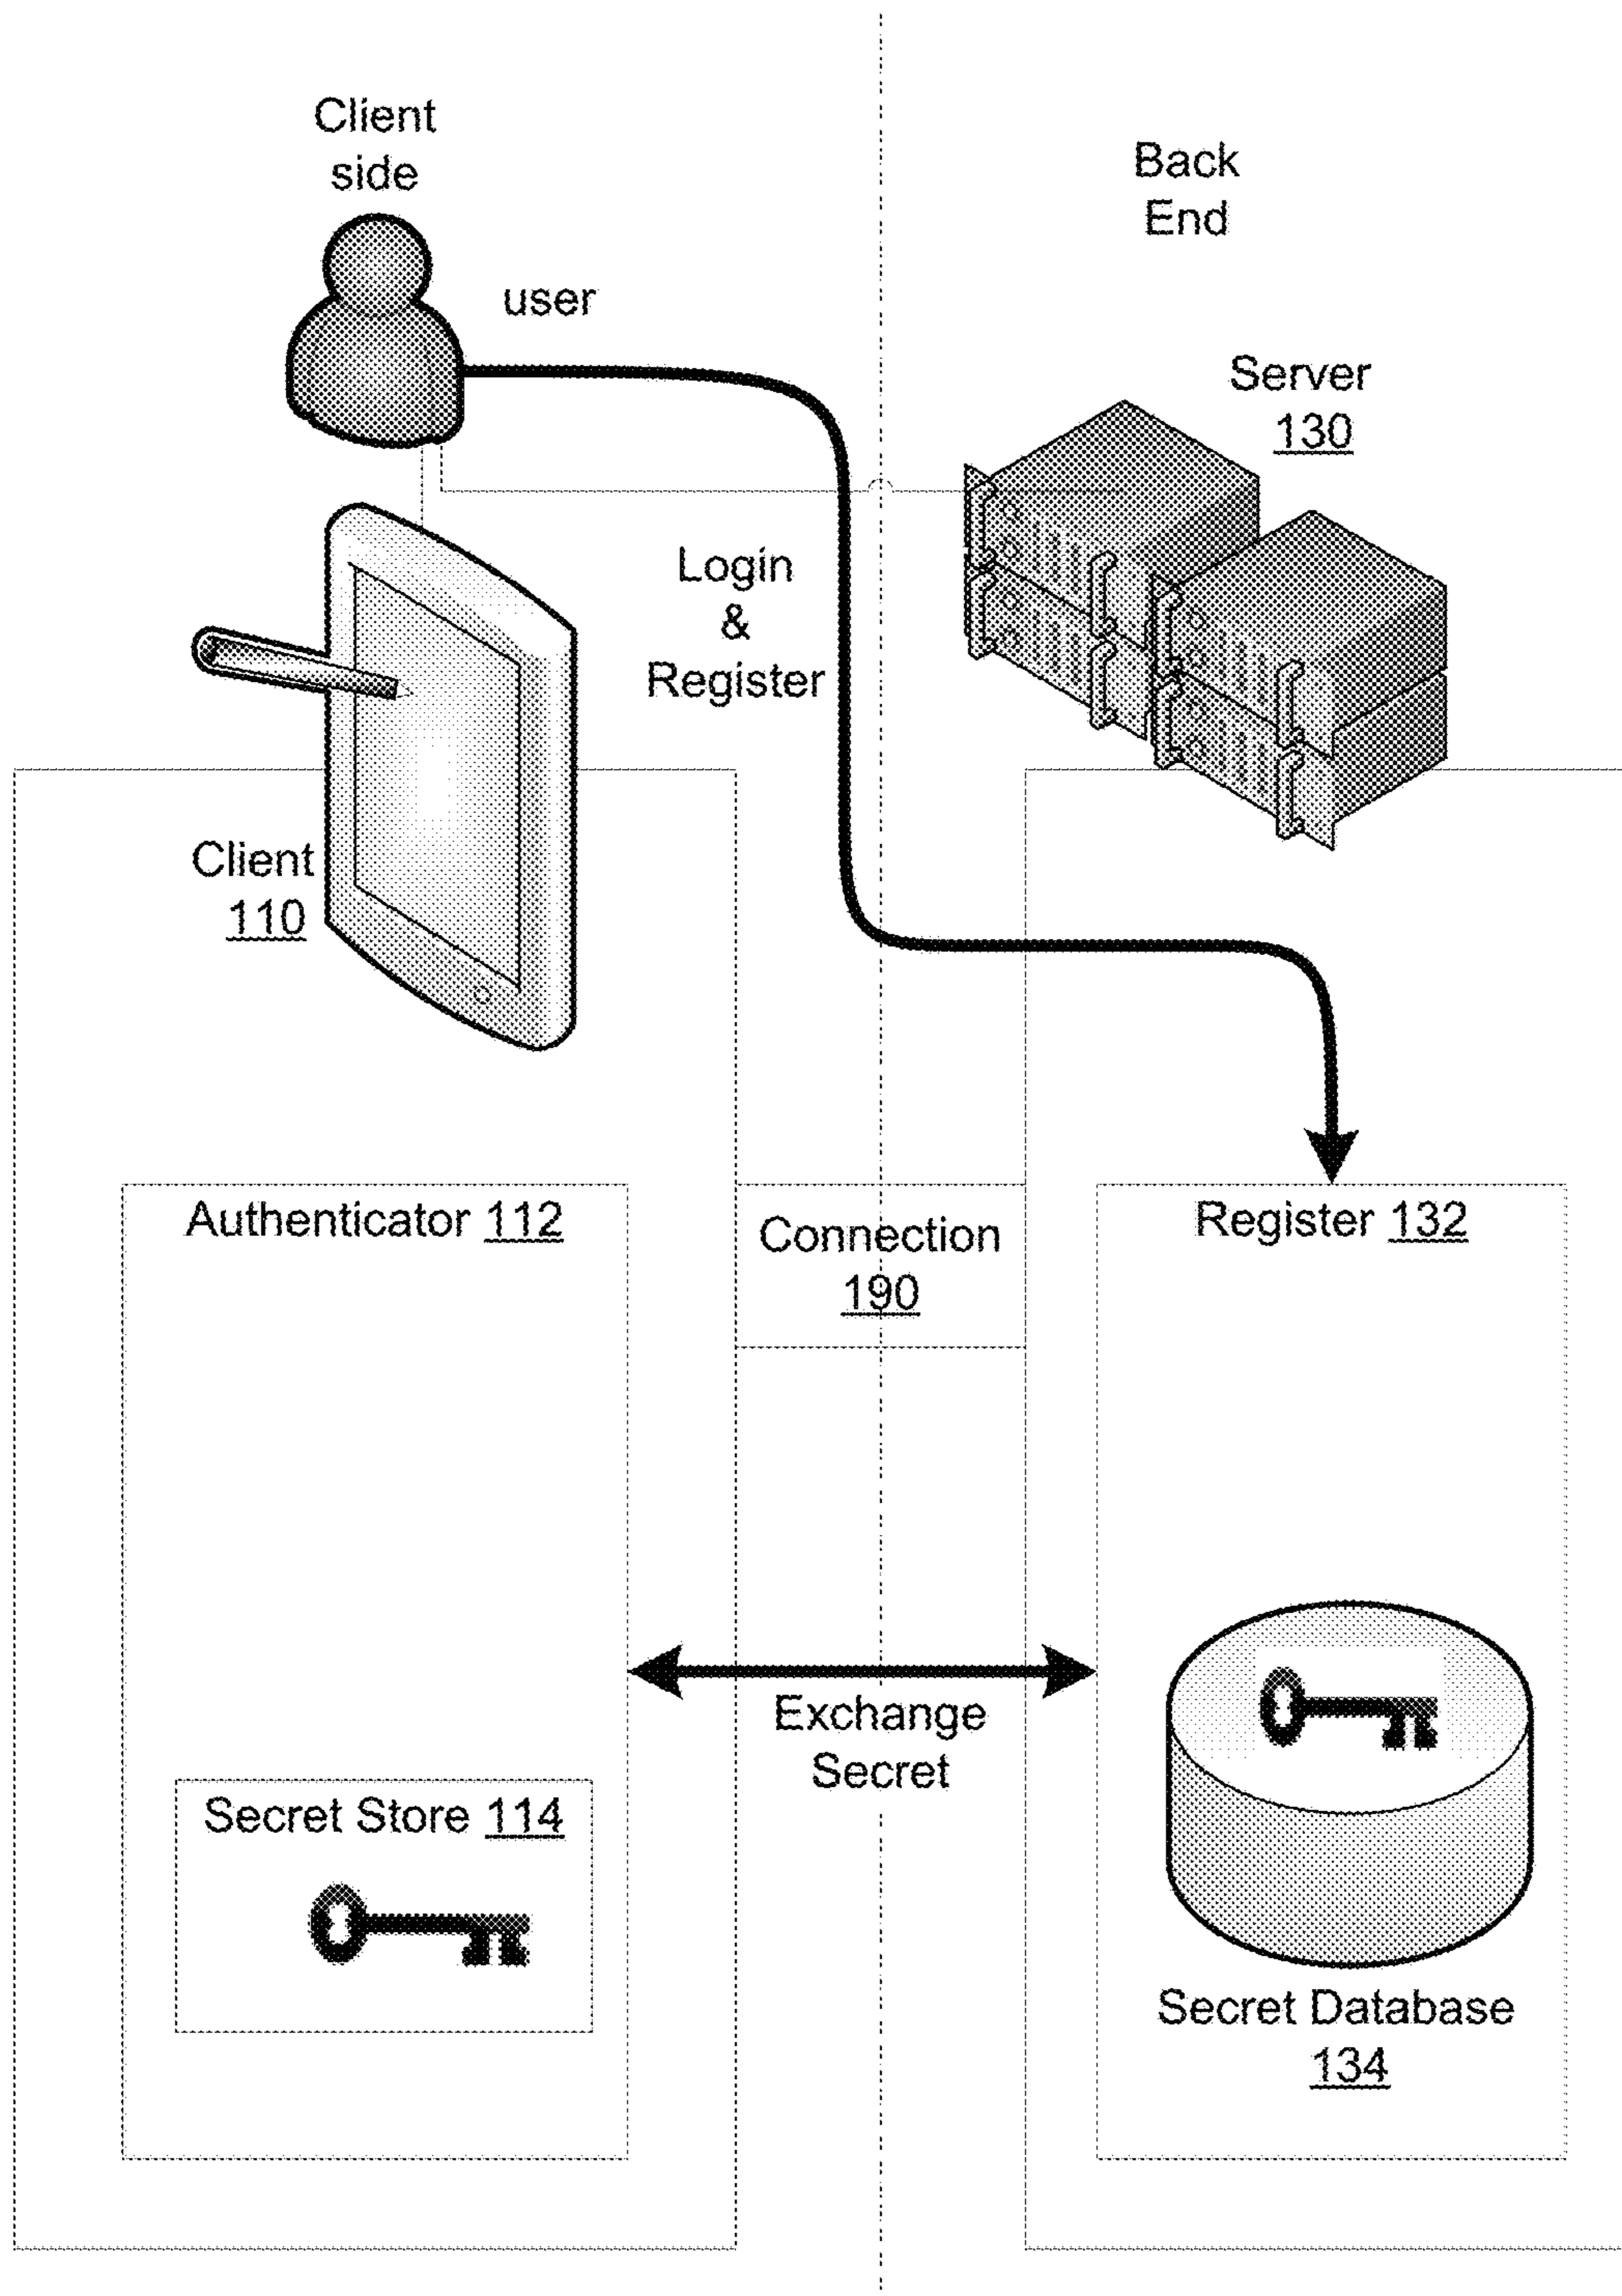 Client
side
Back
End
user
Server
130
Login
&
Register
Client
110
Authenticator 112
Connection
190
Register 132
Exchange
Secret
Secret Store 114
Secret Database
134